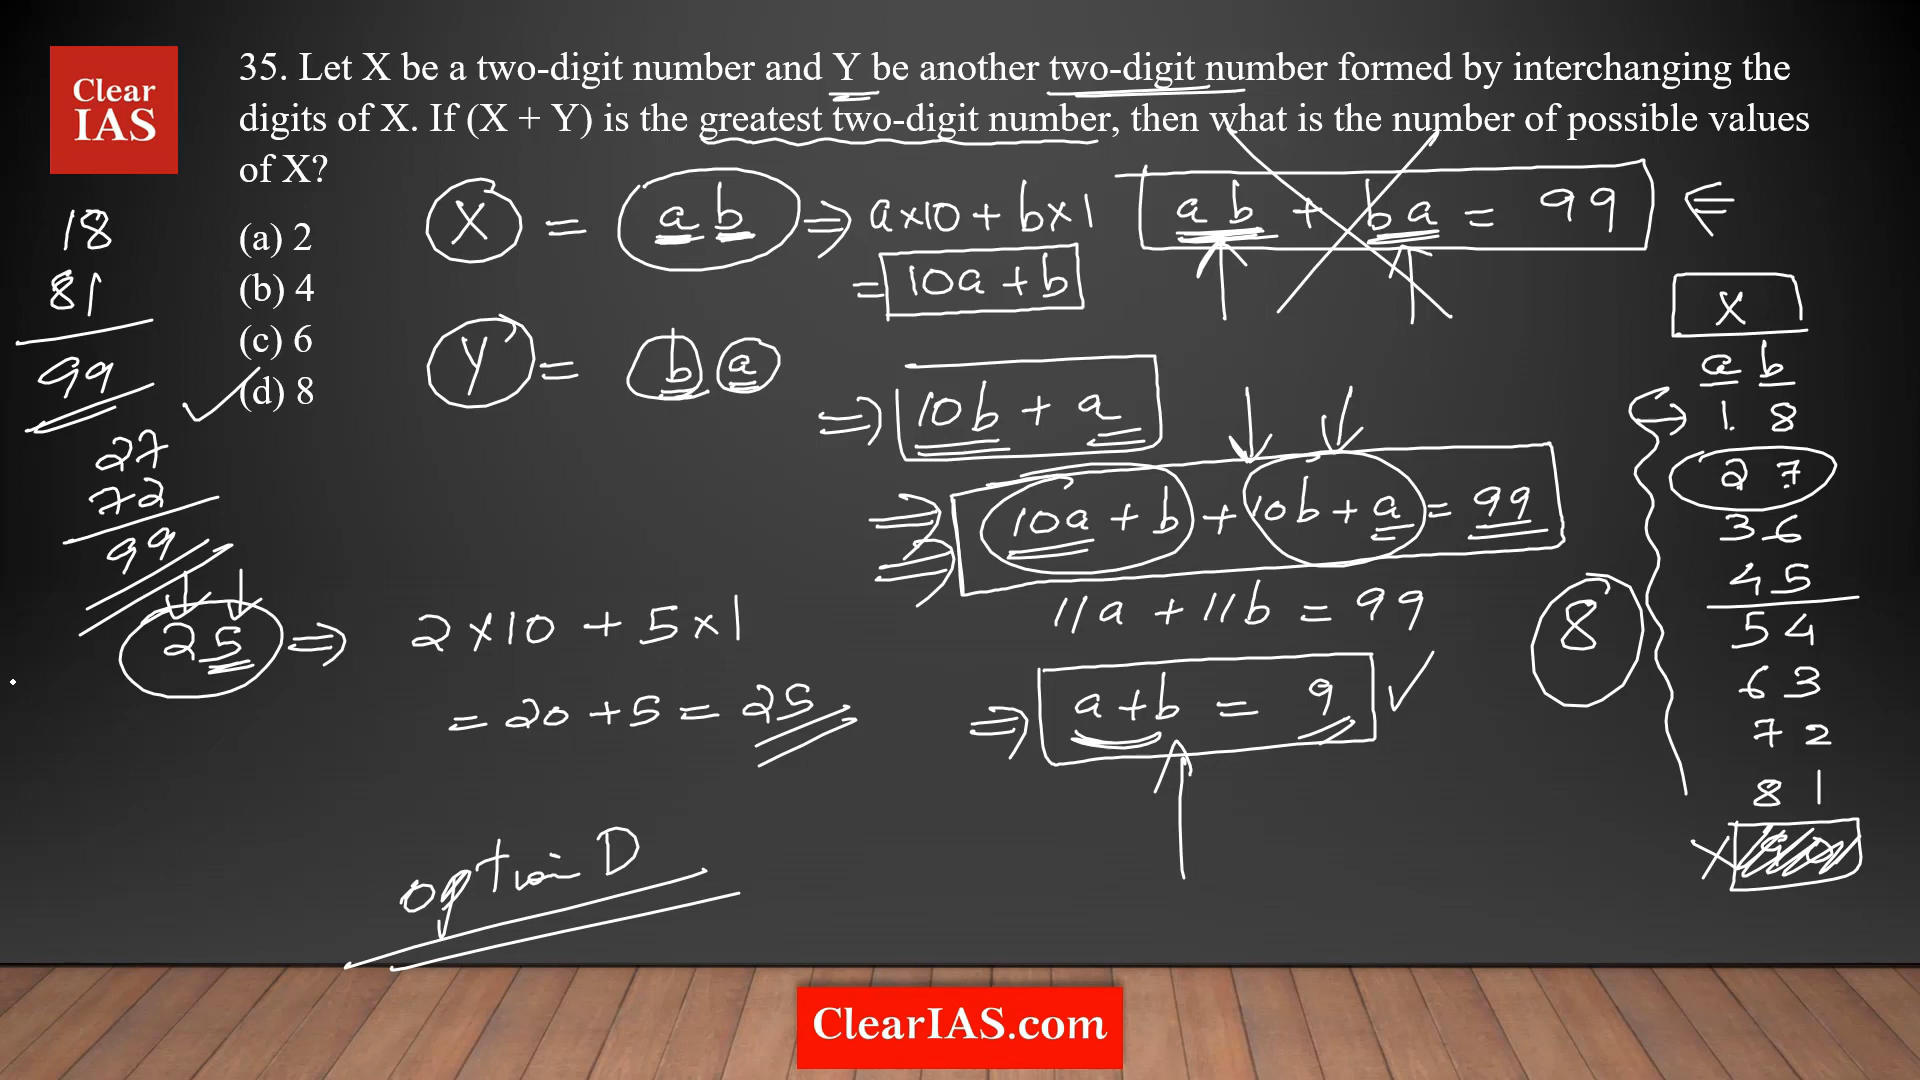 Clear
IAS
35. Let X be a two-digit number and Y be another two-digit number formed by interchanging the
digits of X. If (X + Y) is the greatest two-digit number, then what is the number of possible values
of X?
(a) 2
(b) 4
(c) 6
(d) 8
18
81
99
27
72
99
X = ab ⇒ a×10 + b×1
= 10a + b
ab + ba = 99
Y = ba
⇒ 10b + a
⇒ 10a + b + 10b + a = 99
11a + 11b = 99
⇒ a+b = 9
25 ⇒ 2×10 + 5×1
= 20 + 5 = 25
option D
8
X
a b
1 8
2 7
3 6
4 5
5 4
6 3
7 2
8 1
ClearIAS.com